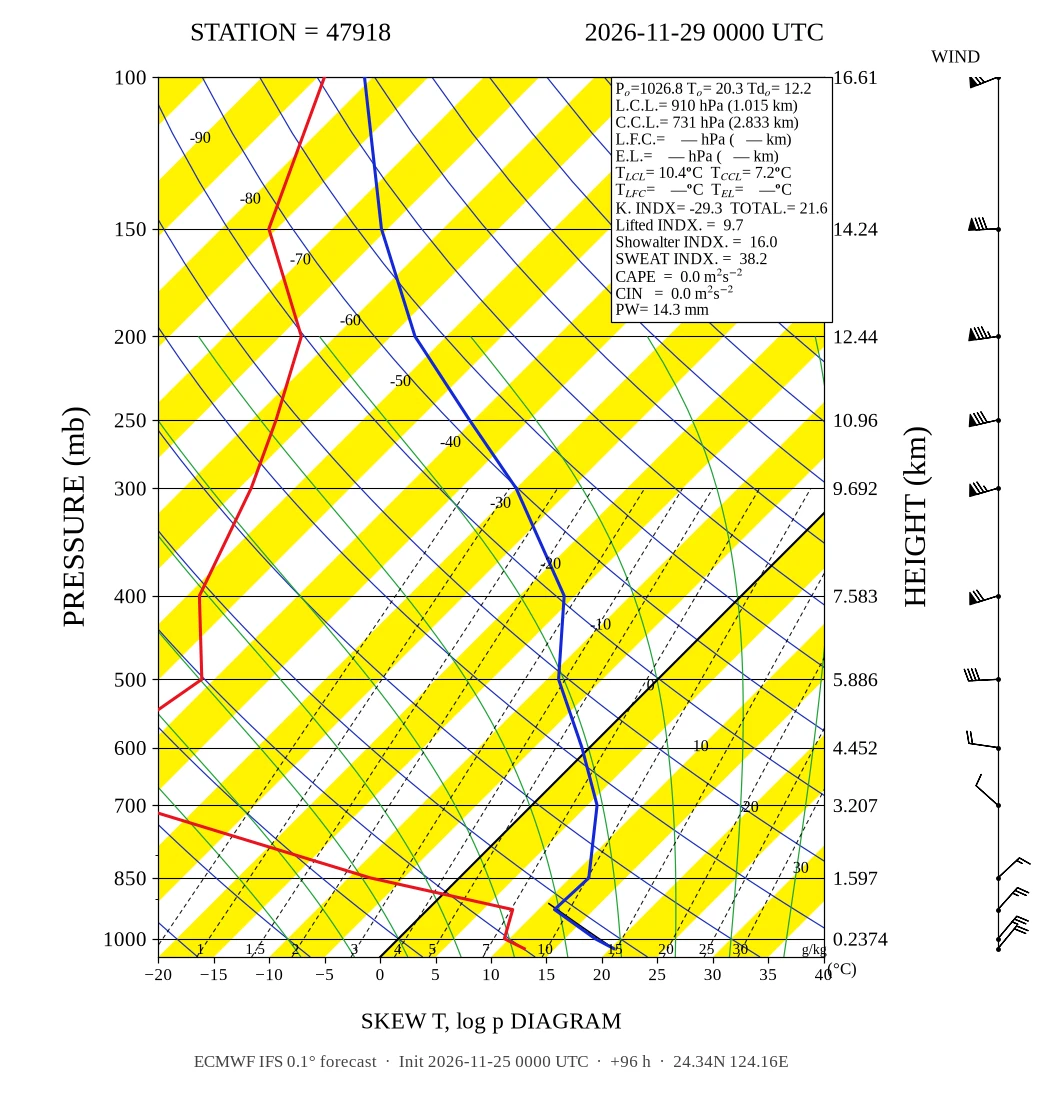 STATION = 47918
2026-11-29 0000 UTC
WIND
100
16.61
P₀=1026.8 T₀= 20.3 Td₀= 12.2
L.C.L.= 910 hPa (1.015 km)
C.C.L.= 731 hPa (2.833 km)
L.F.C.= — hPa ( — km)
E.L.= — hPa ( — km)
T_LCL= 10.4°C T_CCL= 7.2°C
T_LFC= —°C T_EL= —°C
K. INDX= -29.3 TOTAL.= 21.6
Lifted INDX. = 9.7
Showalter INDX. = 16.0
SWEAT INDX. = 38.2
CAPE = 0.0 m²s⁻²
CIN = 0.0 m²s⁻²
PW= 14.3 mm
-90
-80
150
14.24
-70
-60
200
12.44
-50
250
10.96
-40
300
9.692
-30
-20
400
7.583
-10
500
5.886
0
600
4.452
10
700
3.207
20
850
1.597
30
1000
0.2374
1 1.5 2 3 4 5 7 10 15 20 25 30 g/kg
−20 −15 −10 −5 0 5 10 15 20 25 30 35 40 (°C)
PRESSURE (mb)
HEIGHT (km)
SKEW T, log p DIAGRAM
ECMWF IFS 0.1° forecast · Init 2026-11-25 0000 UTC · +96 h · 24.34N 124.16E